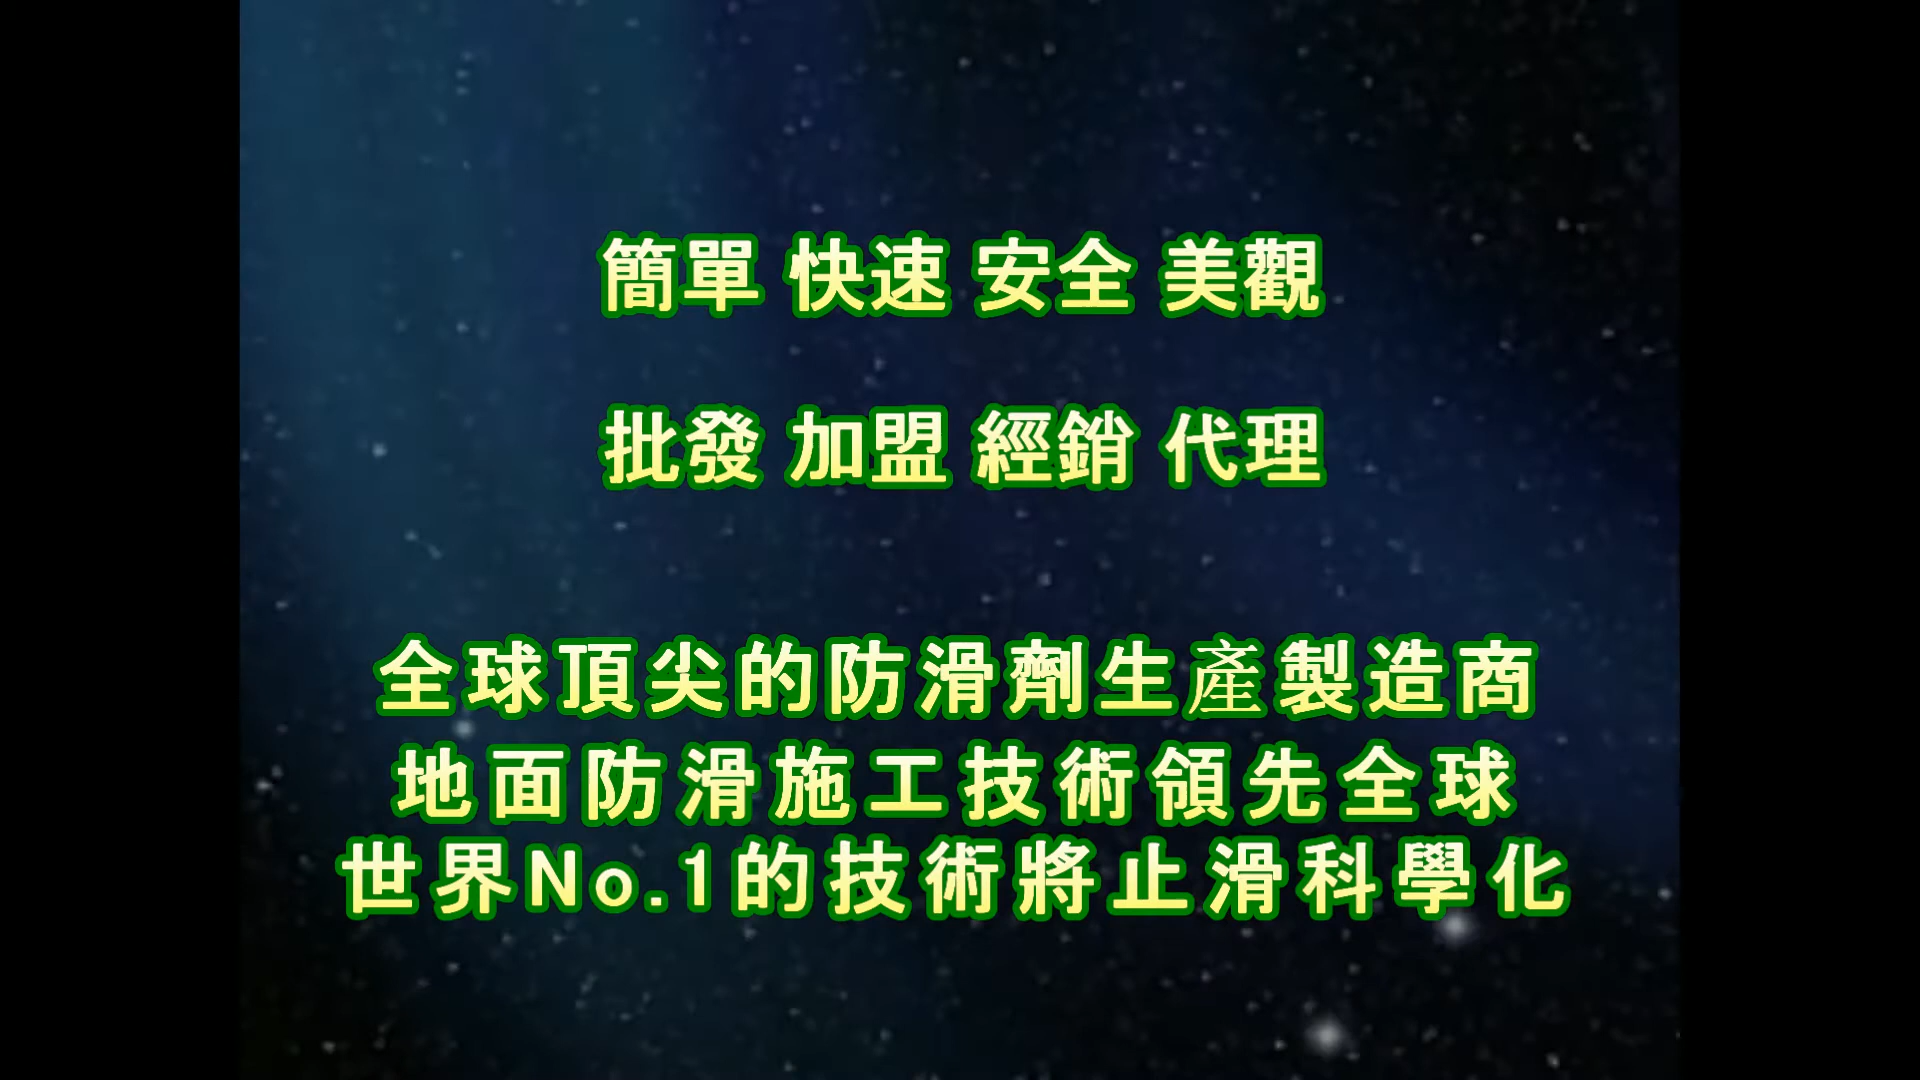 簡單 快速 安全 美觀
批發 加盟 經銷 代理
全球頂尖的防滑劑生產製造商
地面防滑施工技術領先全球
世界No.1的技術將止滑科學化